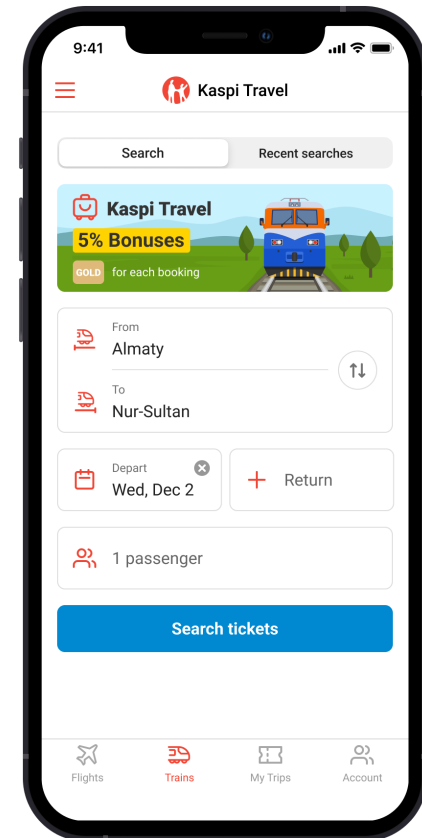 9:41
Kaspi Travel
Search
Recent searches
Kaspi Travel
5% Bonuses
GOLD for each booking
From
Almaty
To
Nur-Sultan
Depart
Wed, Dec 2
Return
1 passenger
Search tickets
Flights
Trains
My Trips
Account